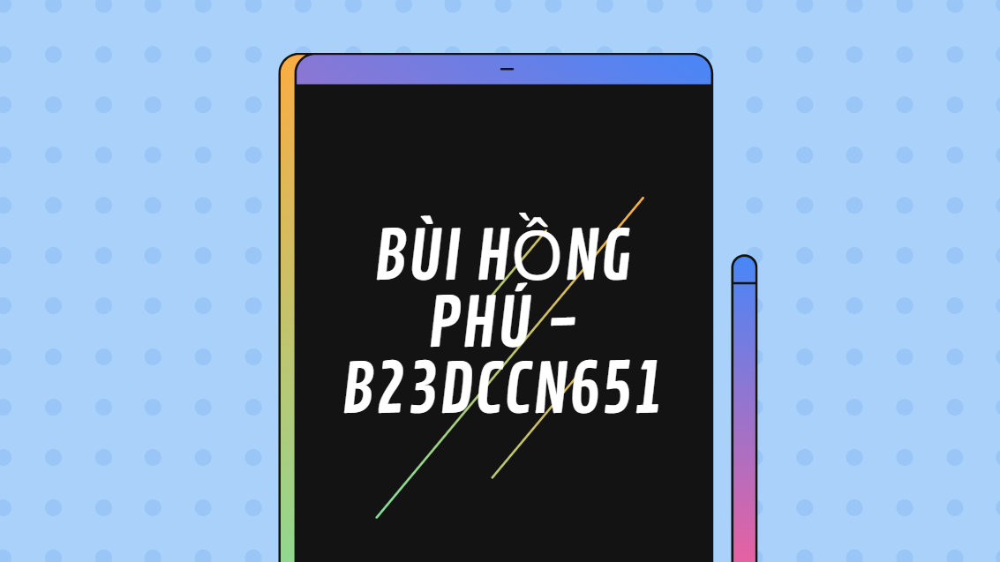 BÙI HỒNG
PHÚ –
B23DCCN651